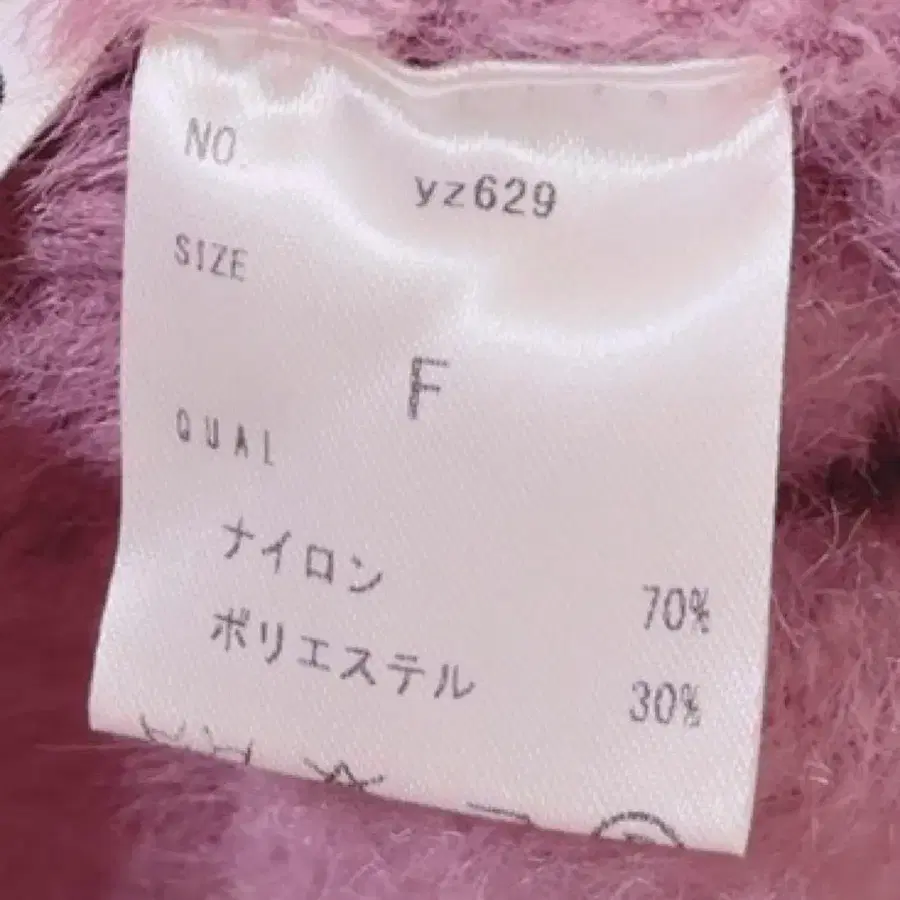 NO.
yz629
SIZE
F
QUAL
ナイロン 70%
ポリエステル 30%